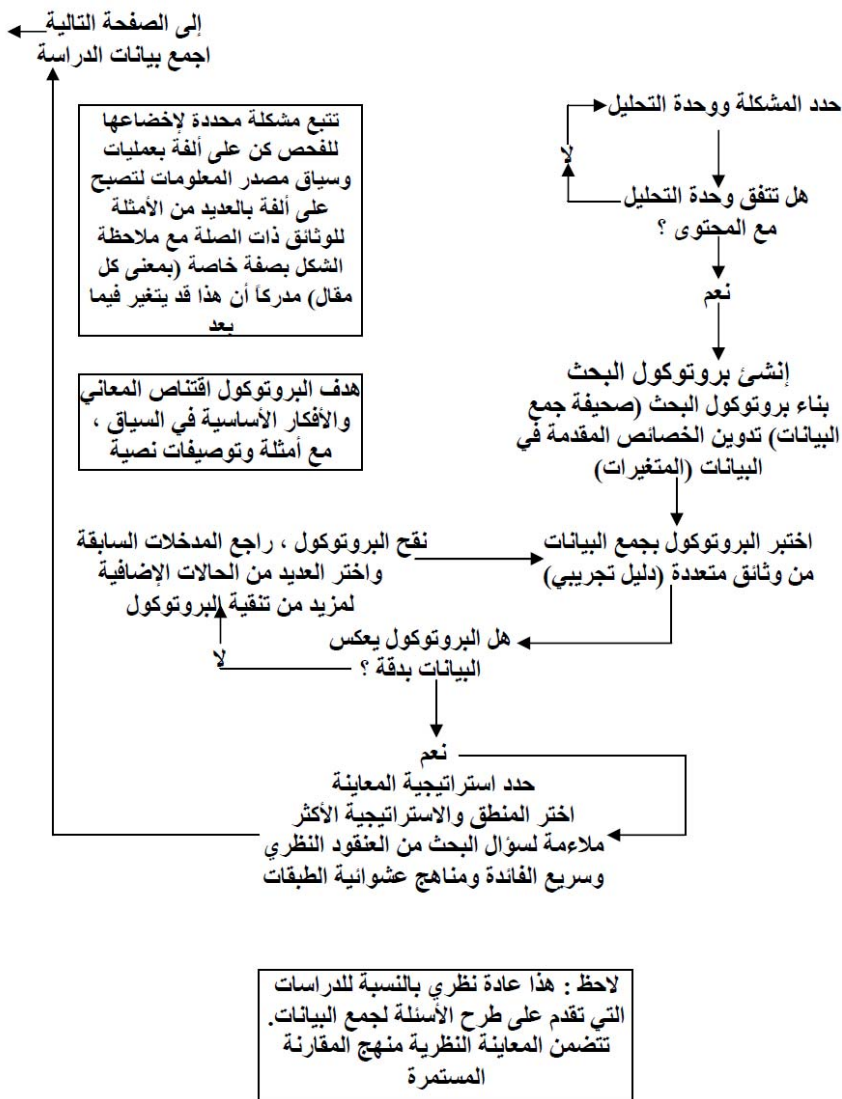 إلى الصفحة التالية
اجمع بيانات الدراسة
حدد المشكلة ووحدة التحليل
لا
هل تتفق وحدة التحليل
مع المحتوى ؟
نعم
تتبع مشكلة محددة لإخضاعها
للفحص كن على ألفة بعمليات
وسياق مصدر المعلومات لتصبح
على ألفة بالعديد من الأمثلة
للوثائق ذات الصلة مع ملاحظة
الشكل بصفة خاصة (بمعنى كل
مقال) مدركاً أن هذا قد يتغير فيما
بعد
هدف البروتوكول اقتناص المعاني
والأفكار الأساسية في السياق ،
مع أمثلة وتوصيفات نصية
إنشئ بروتوكول البحث
بناء بروتوكول البحث (صحيفة جمع
البيانات) تدوين الخصائص المقدمة في
البيانات (المتغيرات)
اختبر البروتوكول بجمع البيانات
من وثائق متعددة (دليل تجريبي)
نقح البروتوكول ، راجع المدخلات السابقة
واختر العديد من الحالات الإضافية
لمزيد من تنقية البروتوكول
هل البروتوكول يعكس
البيانات بدقة ؟
لا
نعم
حدد استراتيجية المعاينة
اختر المنطق والاستراتيجية الأكثر
ملاءمة لسؤال البحث من العنقود النظري
وسريع الفائدة ومناهج عشوائية الطبقات
لاحظ : هذا عادة نظري بالنسبة للدراسات
التي تقدم على طرح الأسئلة لجمع البيانات.
تتضمن المعاينة النظرية منهج المقارنة
المستمرة